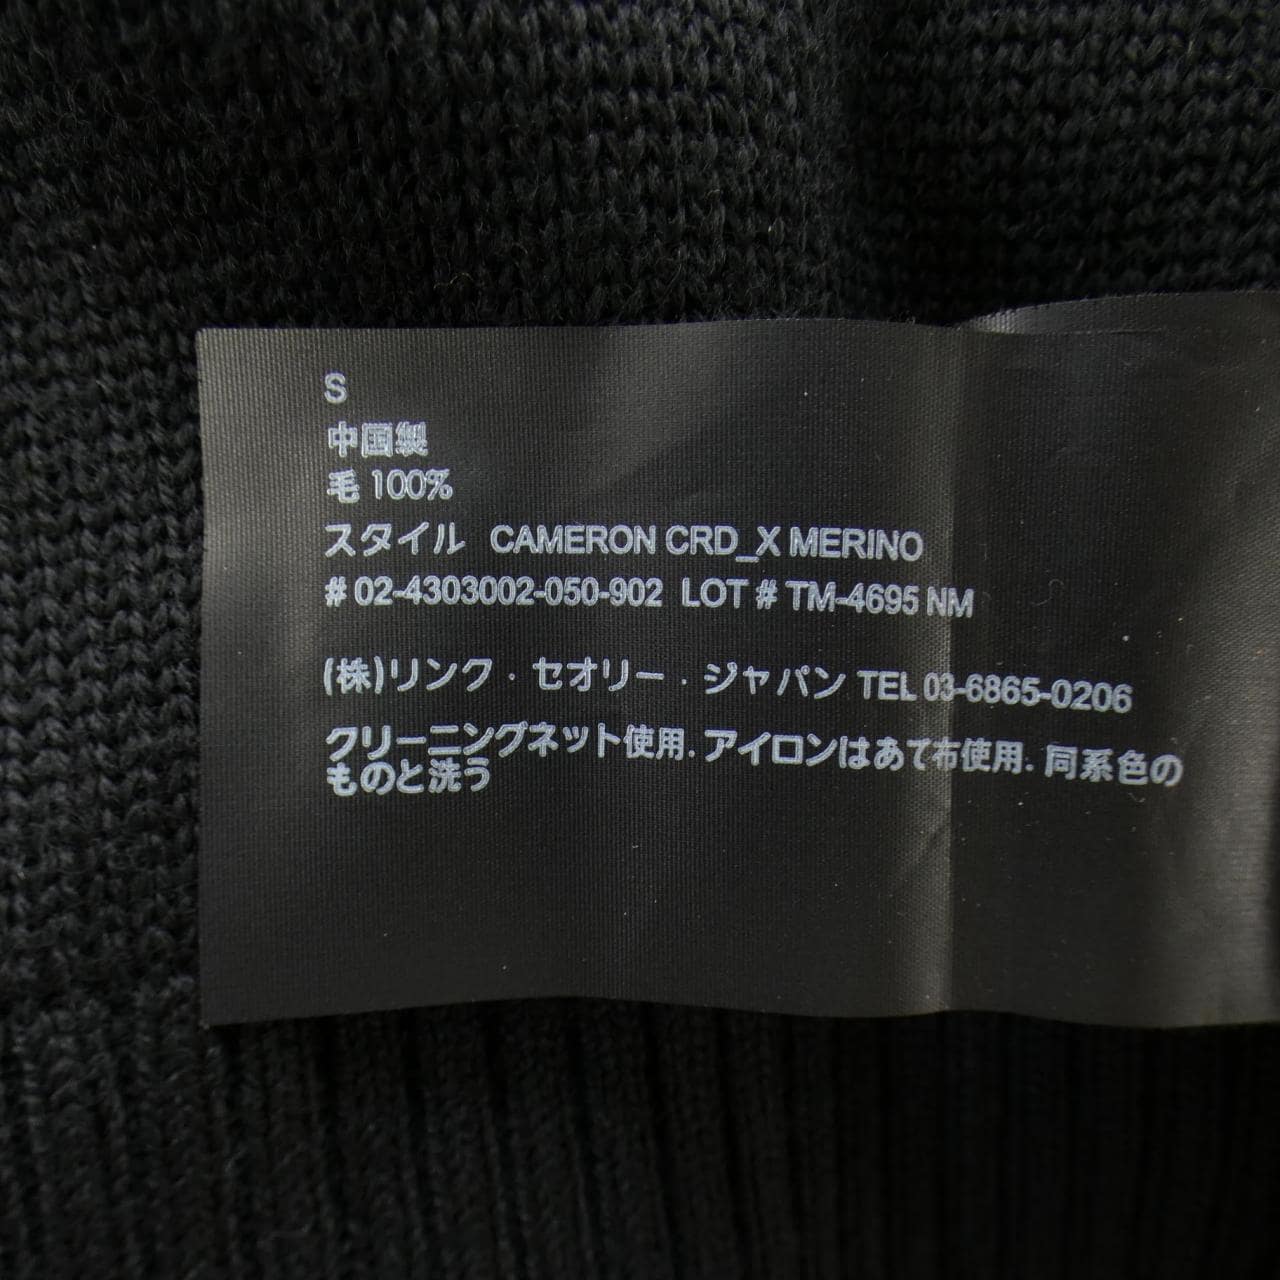 S
中国製
毛 100%
スタイル CAMERON CRD_X MERINO
# 02-4303002-050-902 LOT # TM-4695 NM
(株)リンク・セオリー・ジャパン TEL 03-6865-0206
クリーニングネット使用.アイロンはあて布使用. 同系色の
ものと洗う